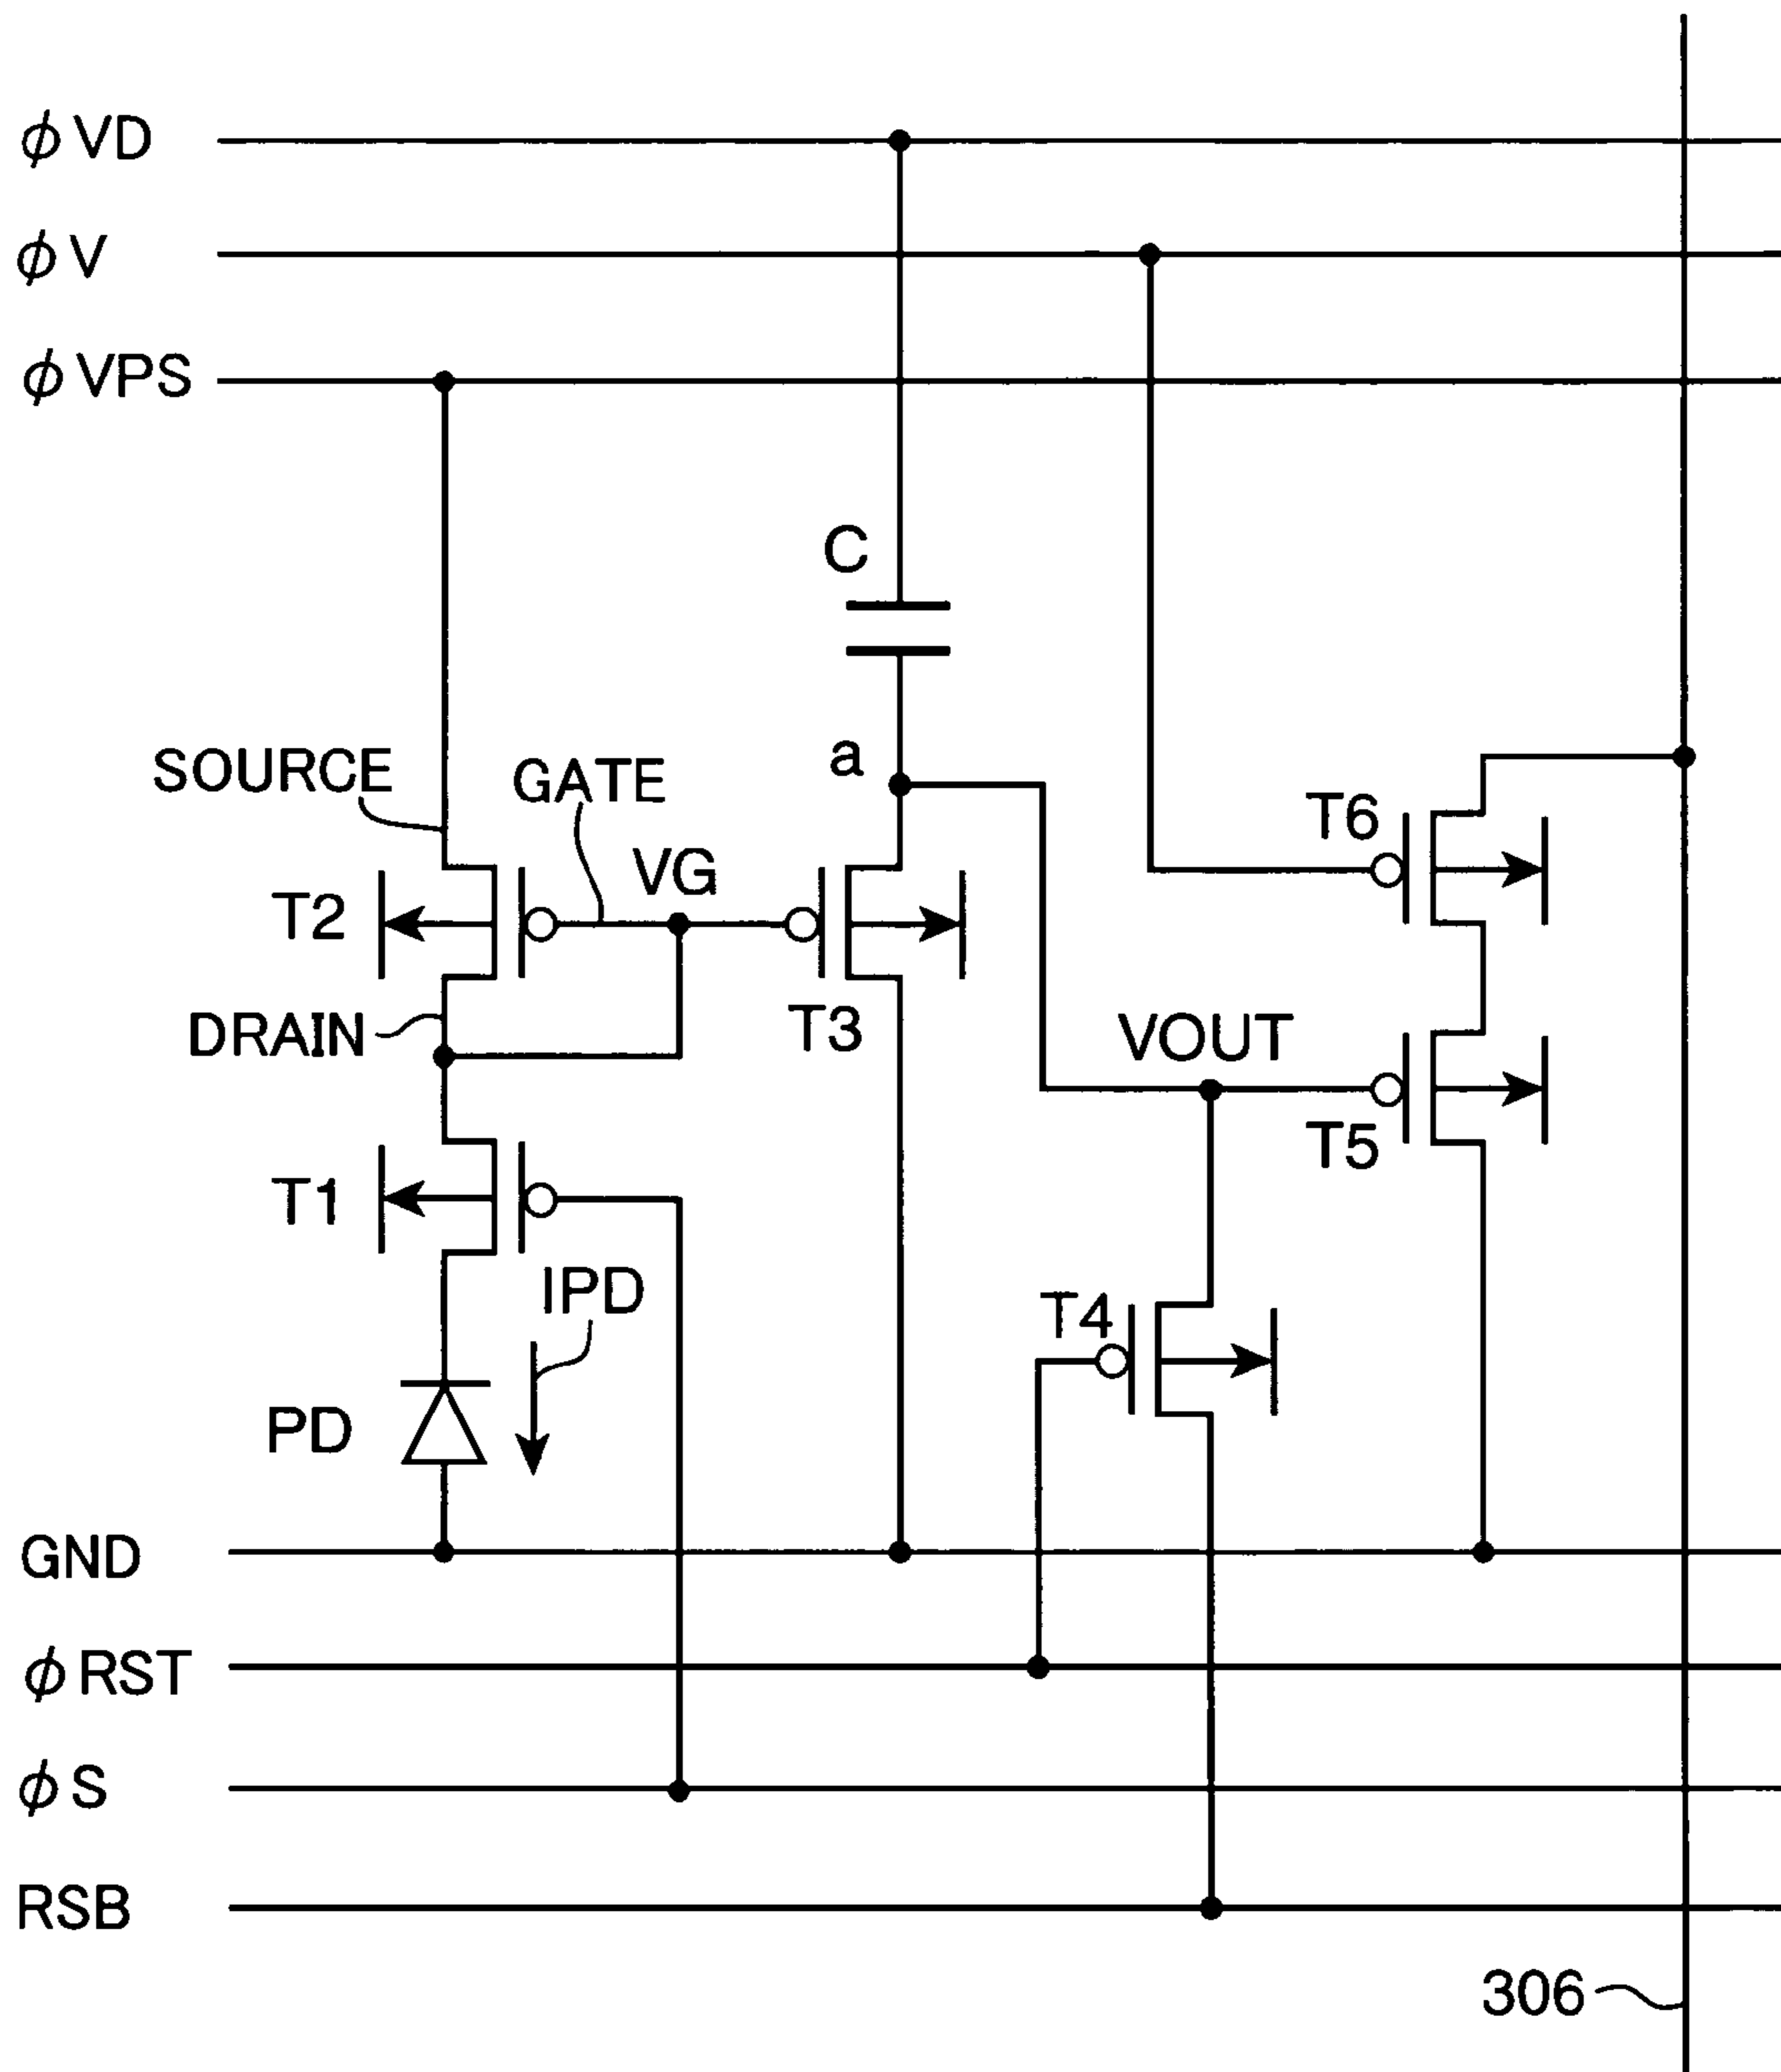 ϕVD
ϕV
ϕVPS
C
a
SOURCE
GATE
VG
T6
T2
T3
DRAIN
VOUT
T5
T1
IPD
T4
PD
GND
ϕRST
ϕS
RSB
306